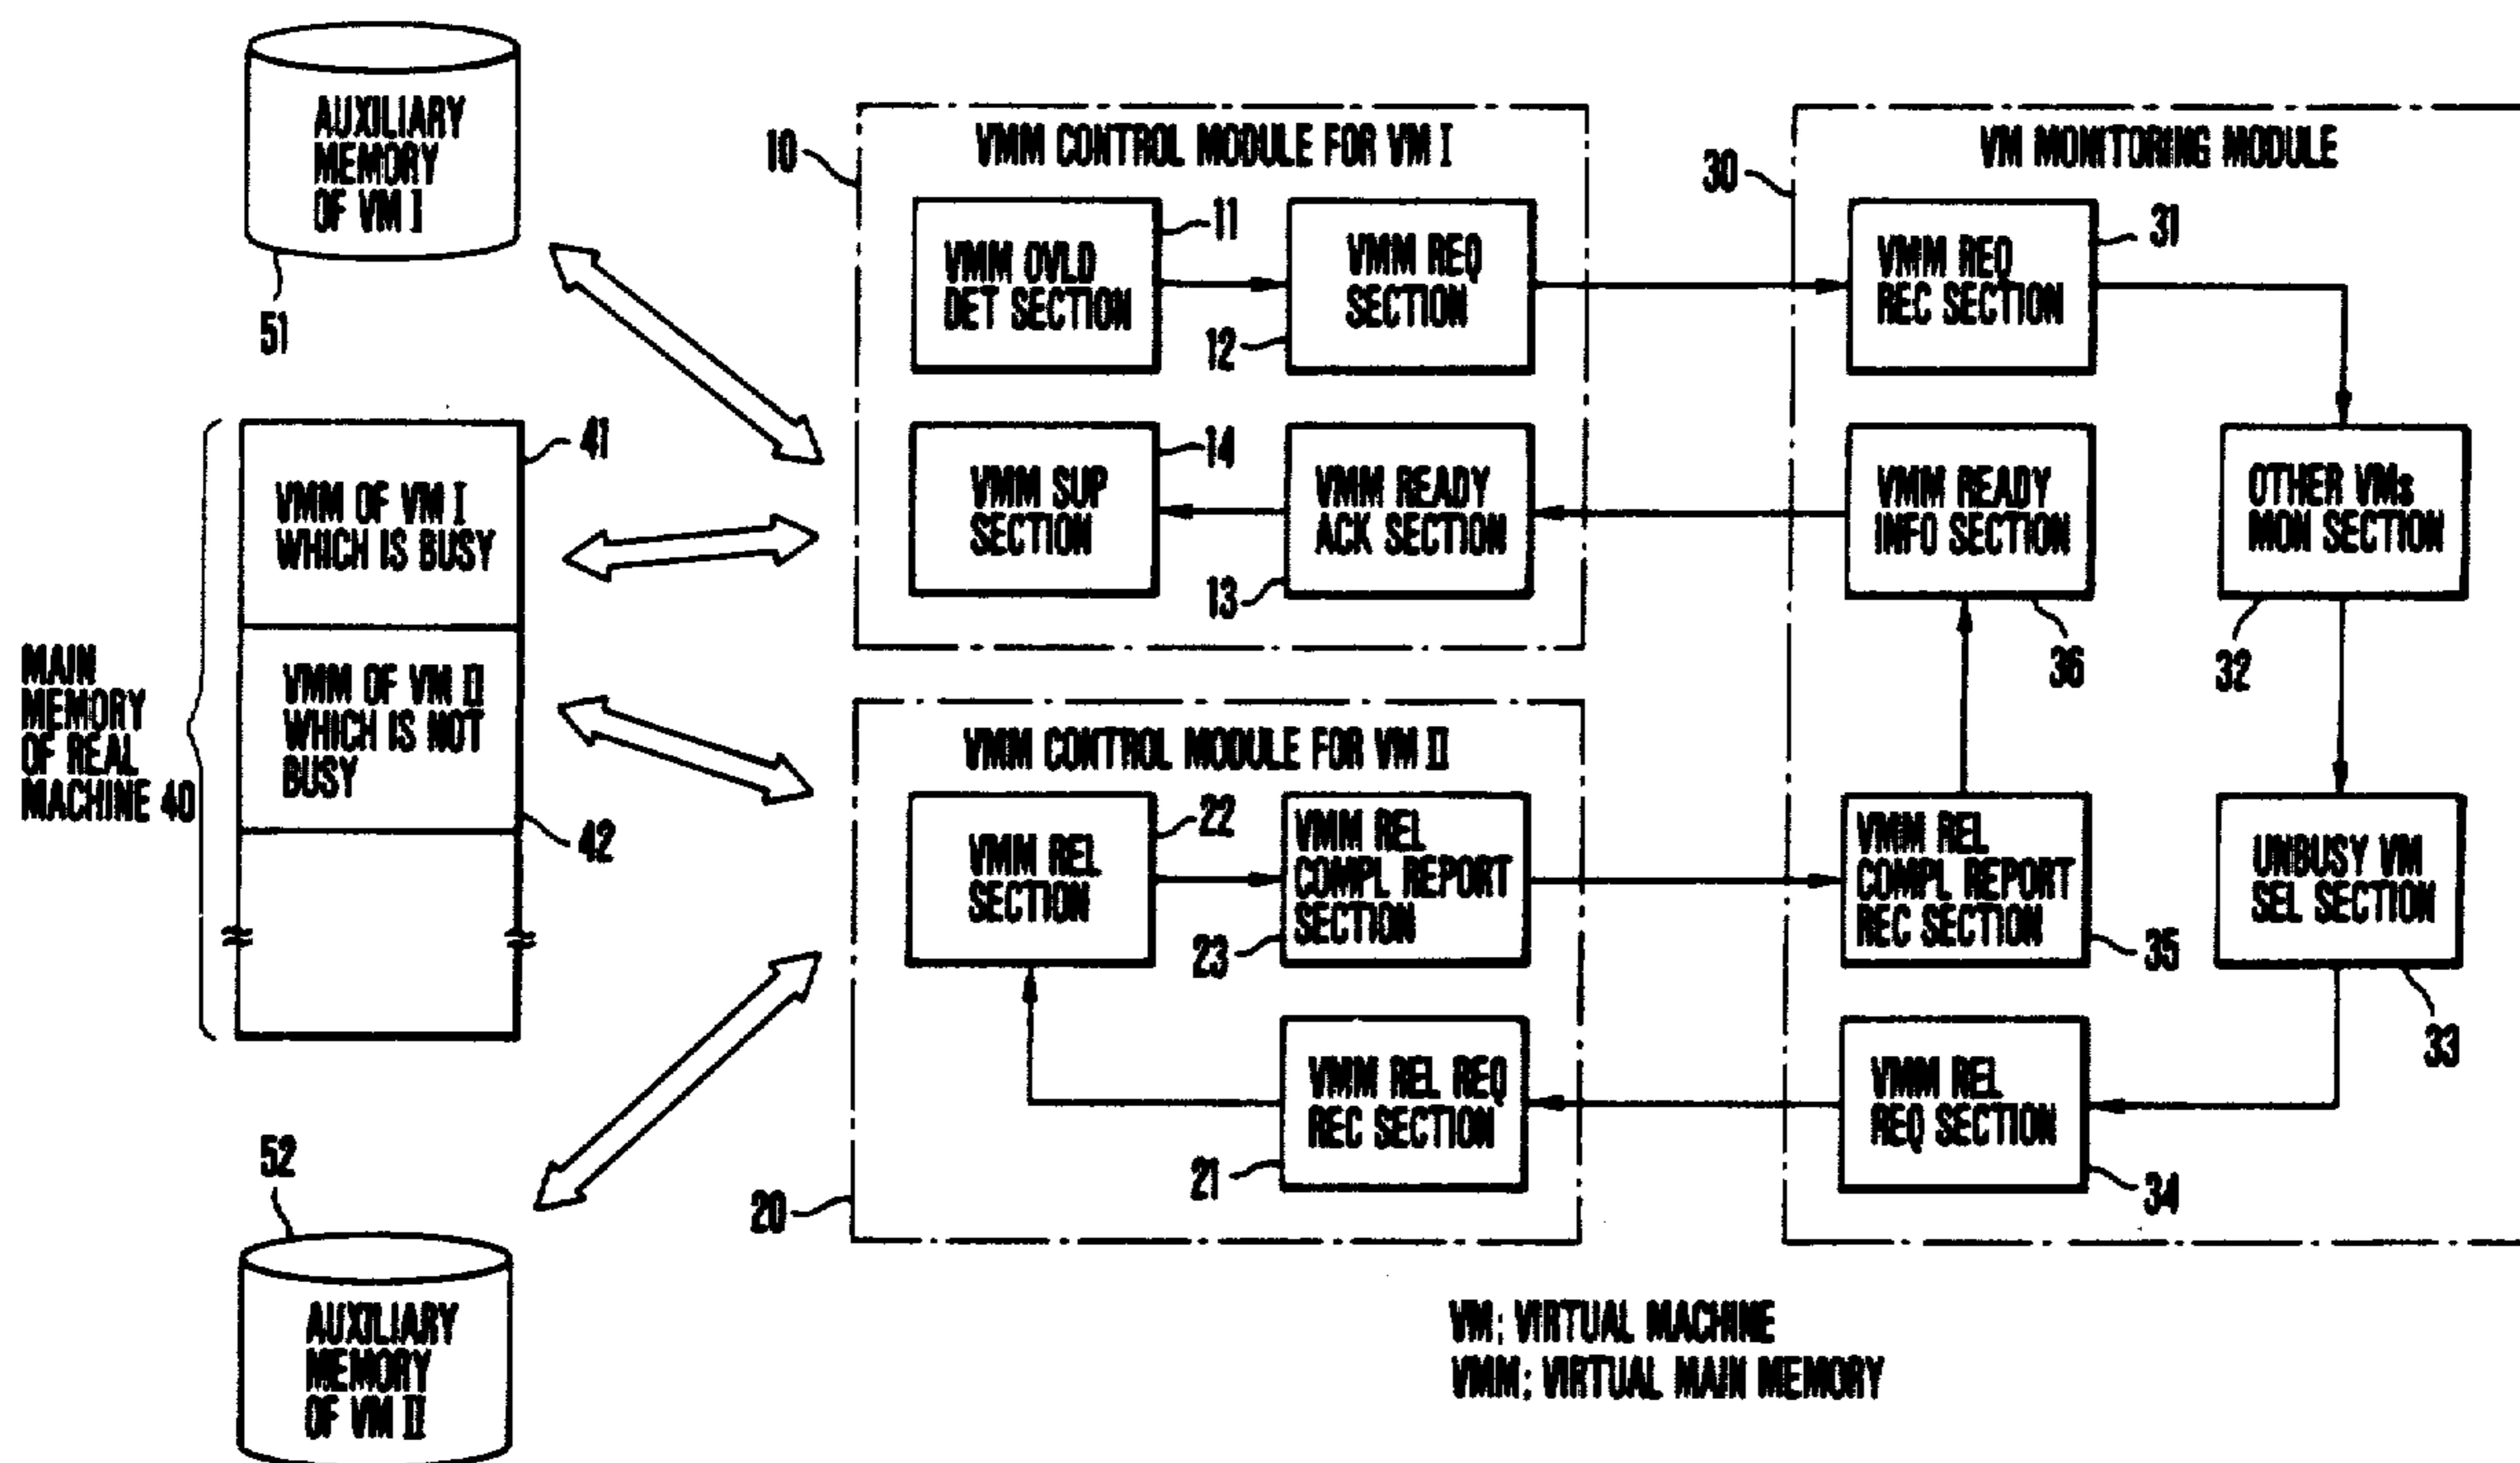 AUXILIARY
MEMORY
OF VM I
51
MAIN
MEMORY
OF REAL
MACHINE 40
41
VMM OF VM I
WHICH IS BUSY
VMM OF VM II
WHICH IS NOT
BUSY
42
52
AUXILIARY
MEMORY
OF VM II
10
VMM CONTROL MODULE FOR VM I
11
VMM OVLD
DET SECTION
VMM REQ
SECTION
12
14
VMM SUP
SECTION
VMM READY
ACK SECTION
13
VMM CONTROL MODULE FOR VM II
22
VMM REL
SECTION
VMM REL
COMPL REPORT
SECTION
23
VMM REL REQ
REC SECTION
21
20
30
VM MONITORING MODULE
31
VMM REQ
REC SECTION
VMM READY
INFO SECTION
36
OTHER VMs
MON SECTION
32
VMM REL
COMPL REPORT
REC SECTION
35
UNBUSY VM
SEL SECTION
33
VMM REL
REQ SECTION
34
VM; VIRTUAL MACHINE
VMM; VIRTUAL MAIN MEMORY